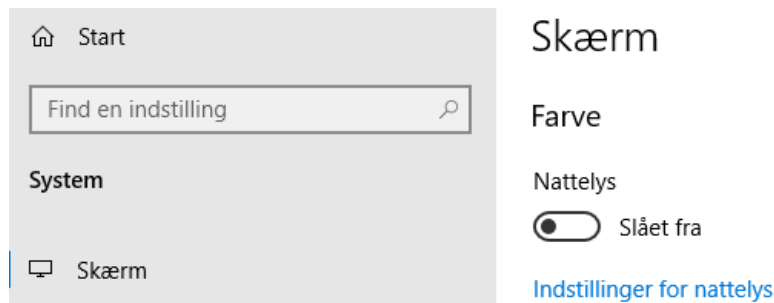 Start
Find en indstilling
System
Skærm
Skærm
Farve
Nattelys
Slået fra
Indstillinger for nattelys